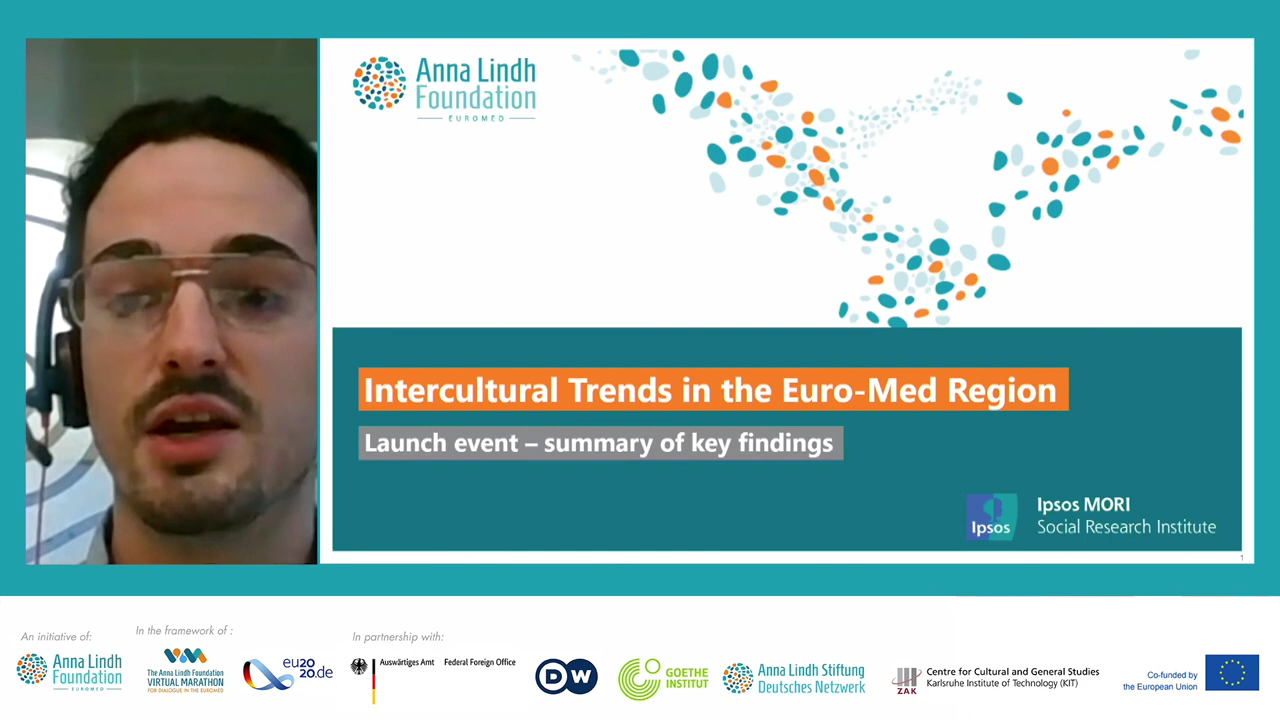 Anna Lindh
Foundation
EUROMED
Intercultural Trends in the Euro-Med Region
Launch event – summary of key findings
Ipsos
Ipsos MORI
Social Research Institute
1
An initiative of:
In the framework of :
In partnership with:
Anna Lindh
Foundation
EUROMED
The Anna Lindh Foundation
VIRTUAL MARATHON
FOR DIALOGUE IN THE EUROMED
eu20
20.de
Auswärtiges Amt
Federal Foreign Office
DW
GOETHE
INSTITUT
Anna Lindh Stiftung
Deutsches Netzwerk
ZAK
Centre for Cultural and General Studies
Karlsruhe Institute of Technology (KIT)
Co-funded by
the European Union